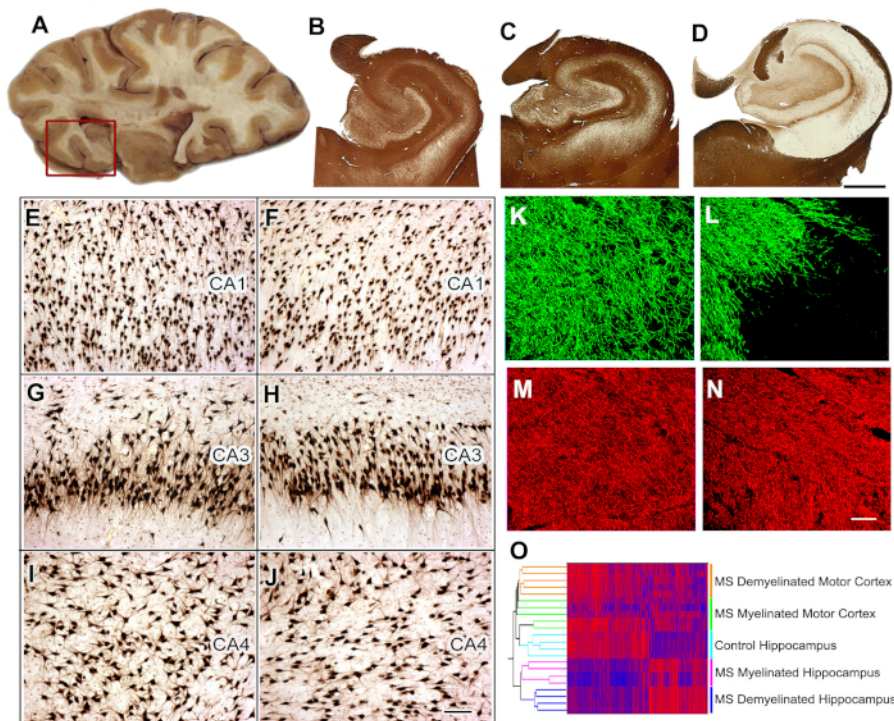 A
B
C
D
E
CA1
F
CA1
G
CA3
H
CA3
I
CA4
J
CA4
K
L
M
N
O
MS Demyelinated Motor Cortex
MS Myelinated Motor Cortex
Control Hippocampus
MS Myelinated Hippocampus
MS Demyelinated Hippocampus